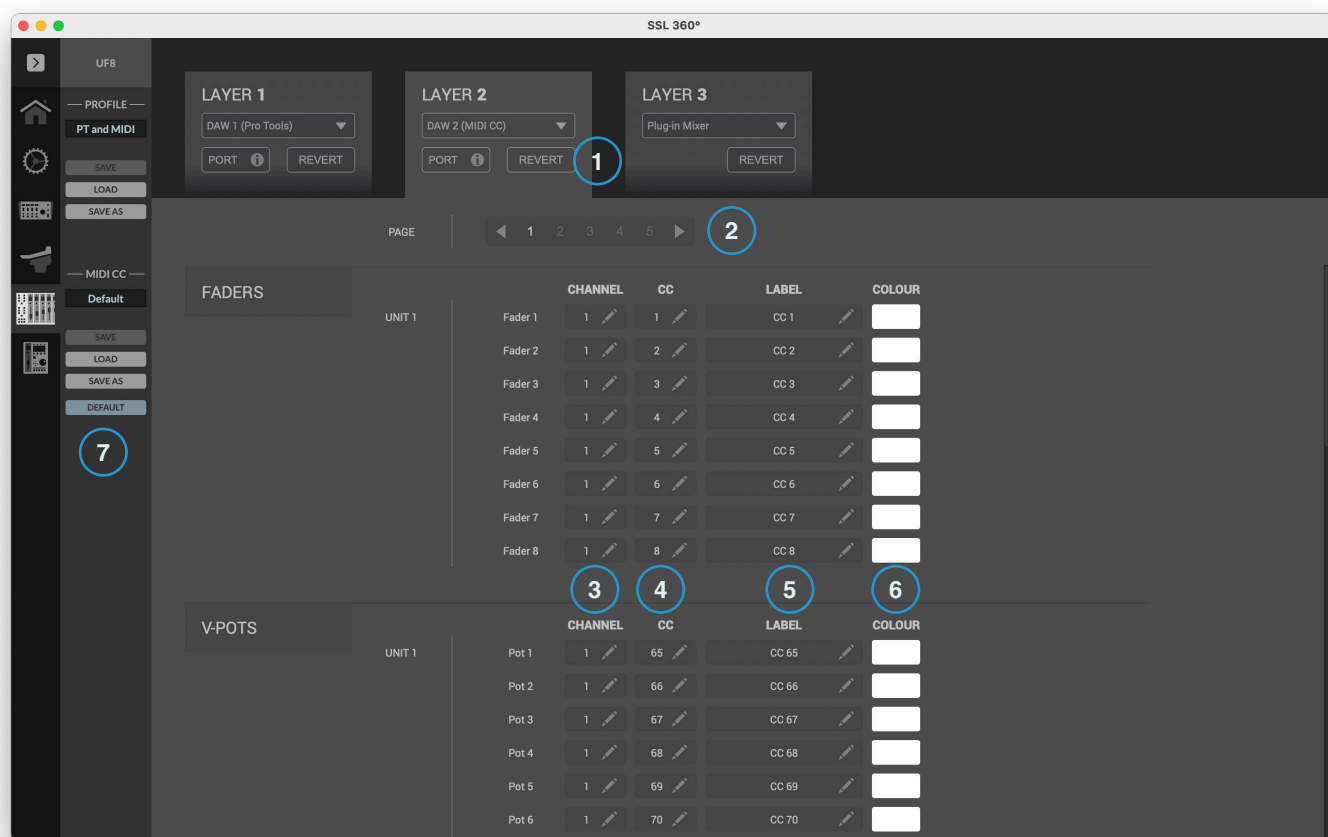 SSL 360°
UF8
PROFILE
PT and MIDI
SAVE
LOAD
SAVE AS
MIDI CC
Default
SAVE
LOAD
SAVE AS
DEFAULT
7
LAYER 1
DAW 1 (Pro Tools)
PORT i REVERT
LAYER 2
DAW 2 (MIDI CC)
PORT i REVERT
1
LAYER 3
Plug-in Mixer
REVERT
PAGE 1 2 3 4 5
2
FADERS
CHANNEL CC LABEL COLOUR
UNIT 1 Fader 1 1 1 CC 1
Fader 2 1 2 CC 2
Fader 3 1 3 CC 3
Fader 4 1 4 CC 4
Fader 5 1 5 CC 5
Fader 6 1 6 CC 6
Fader 7 1 7 CC 7
Fader 8 1 8 CC 8
3 4 5 6
V-POTS
CHANNEL CC LABEL COLOUR
UNIT 1 Pot 1 1 65 CC 65
Pot 2 1 66 CC 66
Pot 3 1 67 CC 67
Pot 4 1 68 CC 68
Pot 5 1 69 CC 69
Pot 6 1 70 CC 70